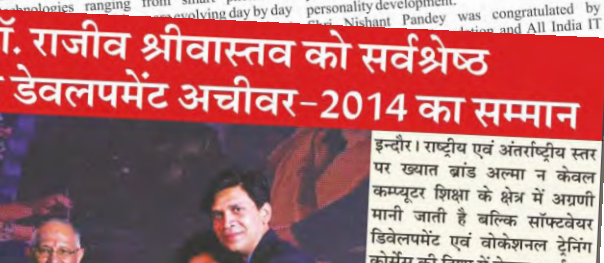 ranging from smart
evolving day by day
personality development.
Shri. Nishant Pandey was congratulated by
and All India IT
डॉ. राजीव श्रीवास्तव को सर्वश्रेष्ठ
डेवलपमेंट अचीवर-2014 का सम्मान
इन्दौर। राष्ट्रीय एवं अंतर्राष्ट्रीय स्तर
पर ख्यात ब्रांड अल्मा न केवल
कम्प्यूटर शिक्षा के क्षेत्र में अग्रणी
मानी जाती है बल्कि सॉफ्टवेयर
डिवेलपमेंट एवं वोकेशनल ट्रेनिंग